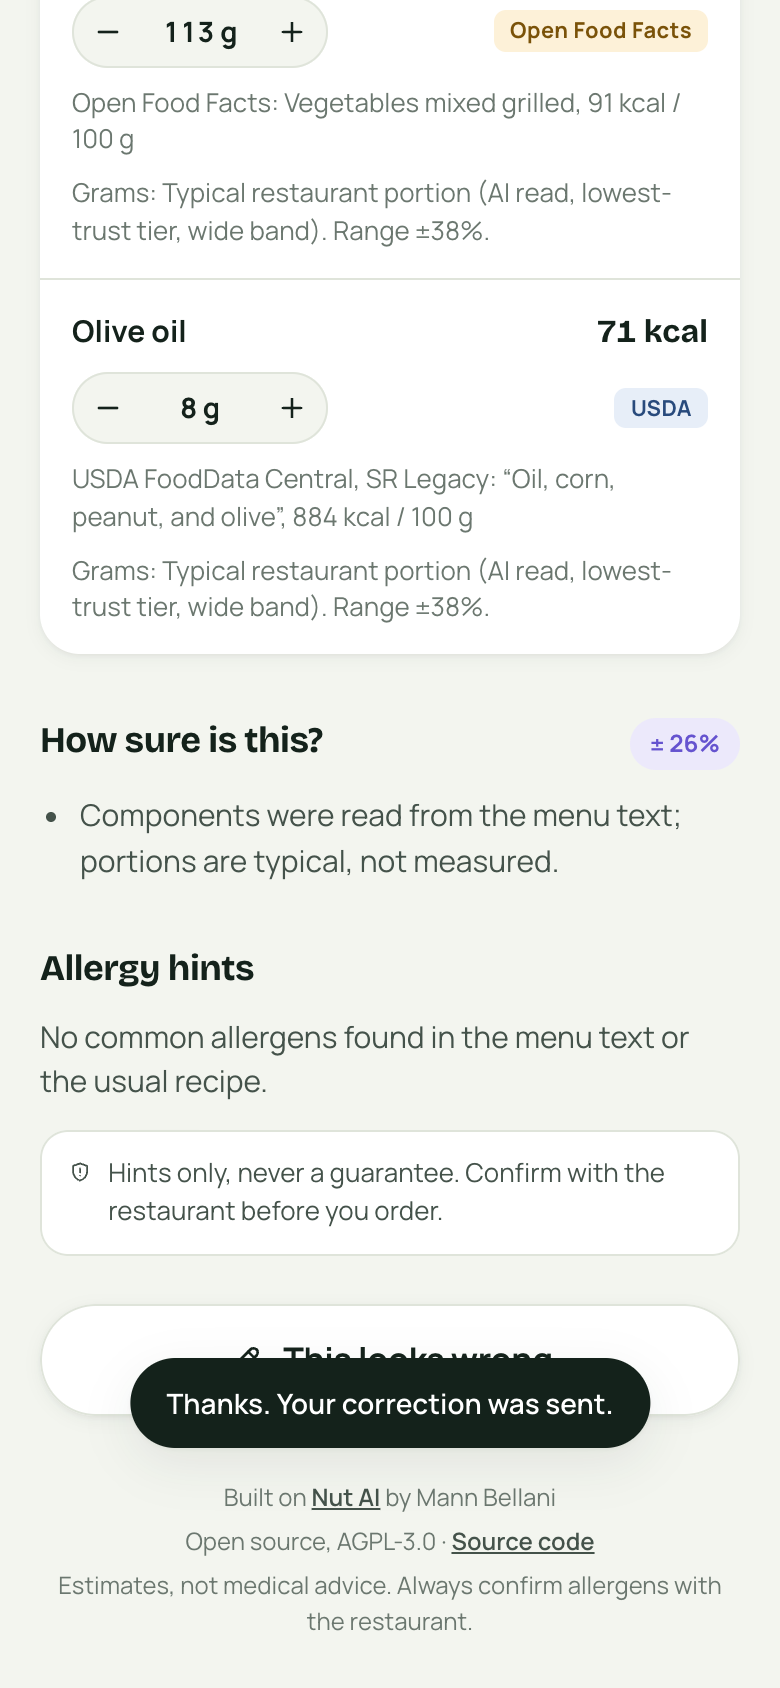 − 113 g +
Open Food Facts
Open Food Facts: Vegetables mixed grilled, 91 kcal /
100 g
Grams: Typical restaurant portion (AI read, lowest-
trust tier, wide band). Range ±38%.
Olive oil
71 kcal
− 8 g +
USDA
USDA FoodData Central, SR Legacy: “Oil, corn,
peanut, and olive”, 884 kcal / 100 g
Grams: Typical restaurant portion (AI read, lowest-
trust tier, wide band). Range ±38%.
How sure is this?
± 26%
• Components were read from the menu text;
portions are typical, not measured.
Allergy hints
No common allergens found in the menu text or
the usual recipe.
Hints only, never a guarantee. Confirm with the
restaurant before you order.
This looks wrong
Thanks. Your correction was sent.
Built on Nut AI by Mann Bellani
Open source, AGPL-3.0 · Source code
Estimates, not medical advice. Always confirm allergens with
the restaurant.